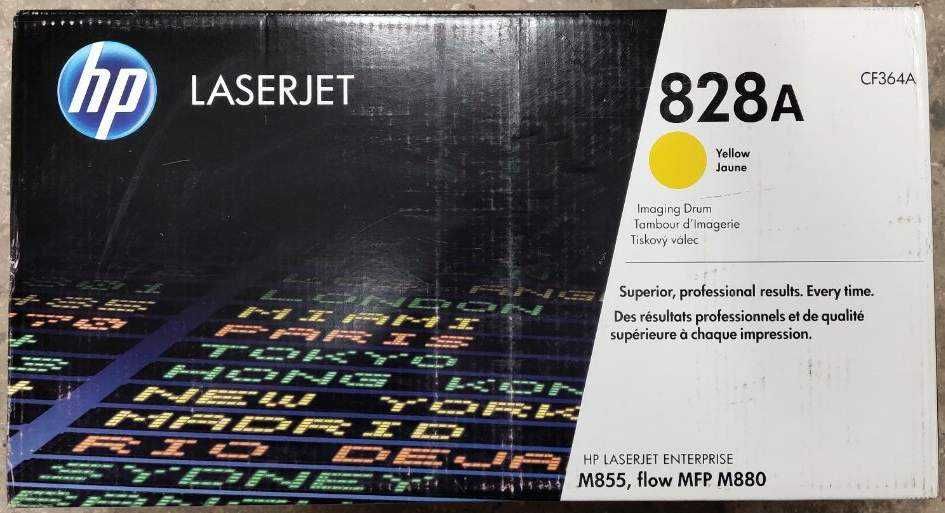 hp
LASERJET
828A
CF364A
Yellow
Jaune
Imaging Drum
Tambour d'Imagerie
Tiskový válec
Superior, professional results. Every time.
Des résultats professionnels et de qualité
supérieure à chaque impression.
HP LASERJET ENTERPRISE
M855, flow MFP M880
LONDON
MIAMI
PARIS
TOKYO
HONG KON
NEW YORK
MADRID
RIO DEJA
SYDNEY